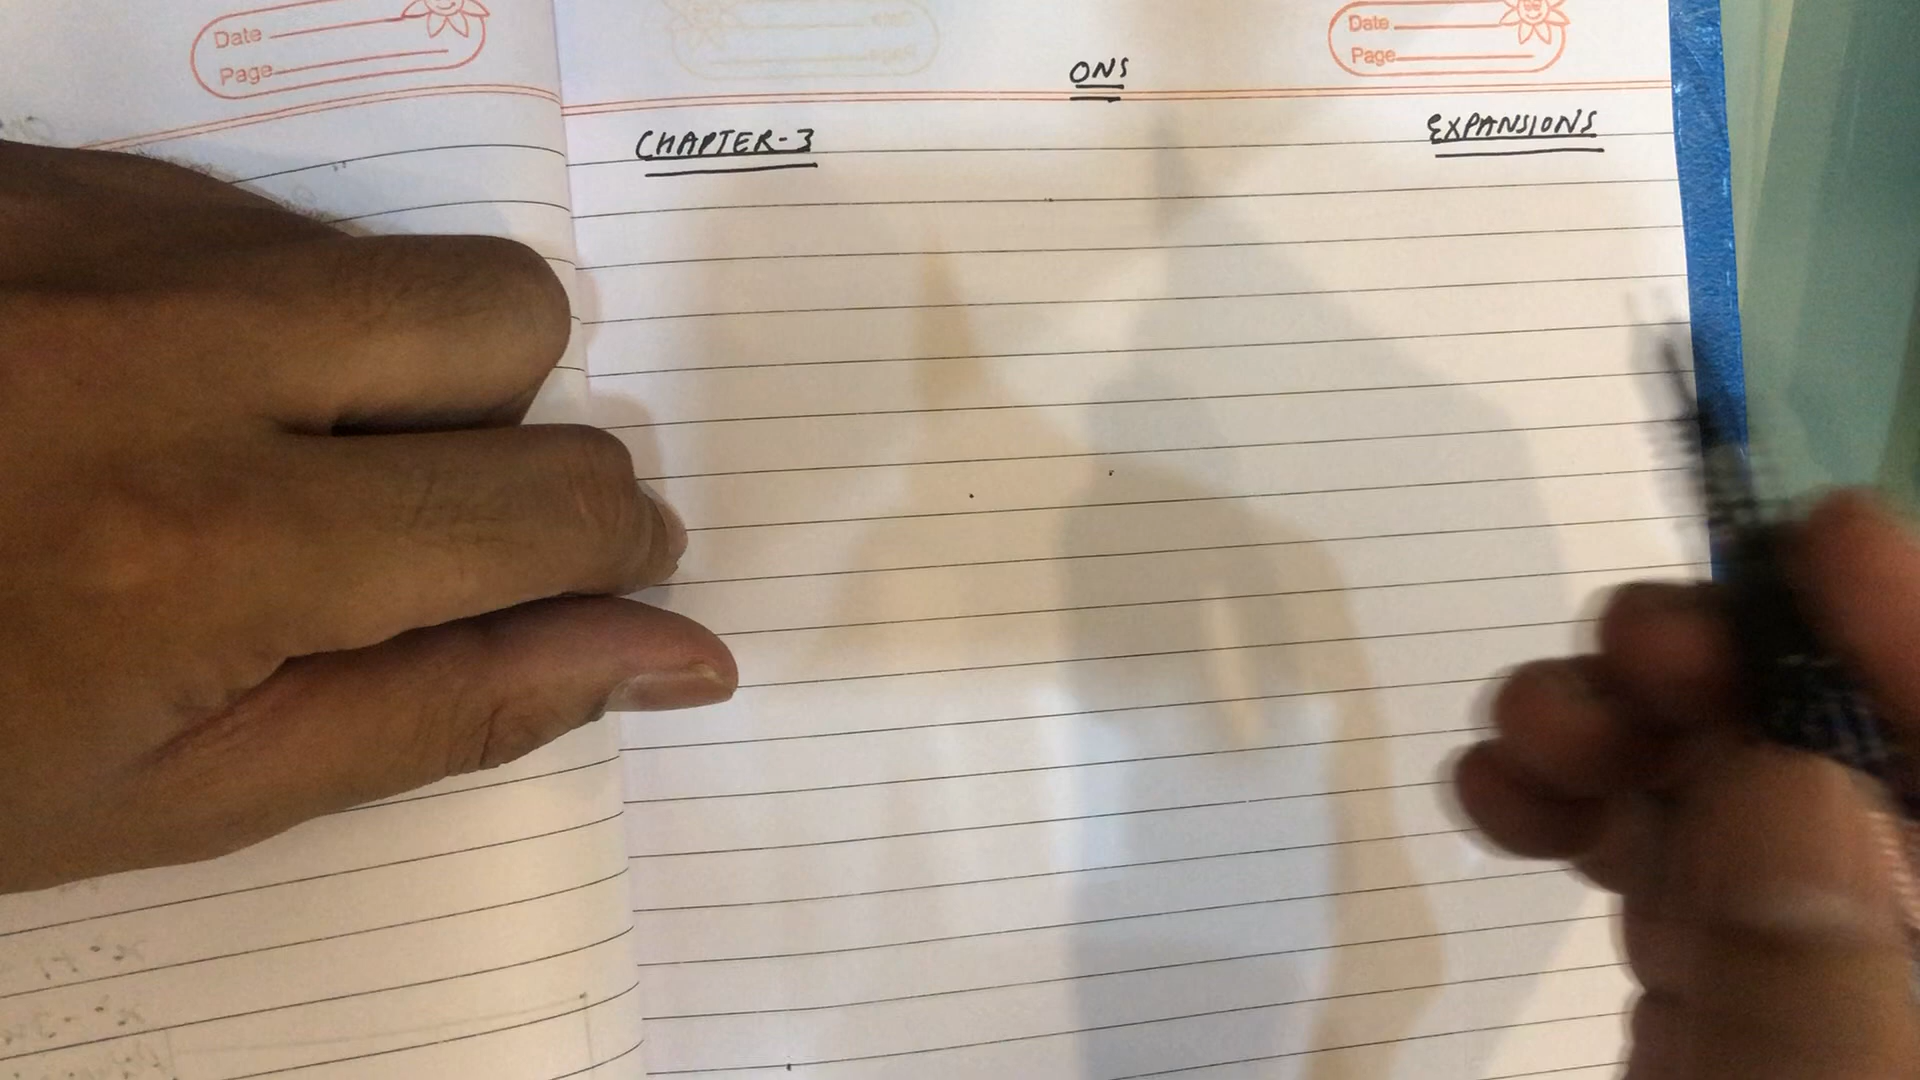 Date
Page
Date
Page
ONS
CHAPTER-3 EXPANSIONS